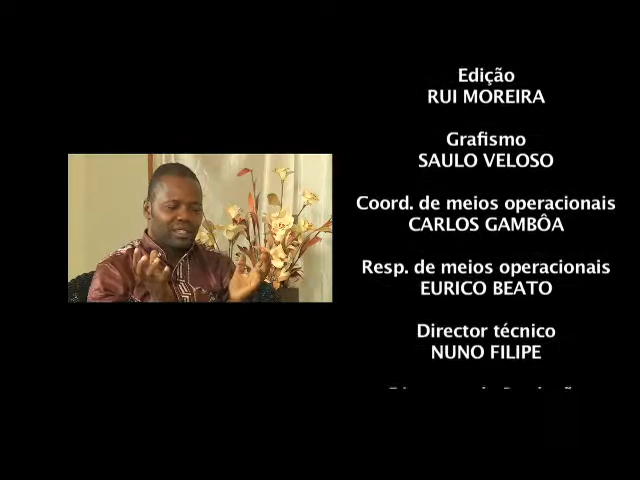 Edição
RUI MOREIRA
Grafismo
SAULO VELOSO
Coord. de meios operacionais
CARLOS GAMBÔA
Resp. de meios operacionais
EURICO BEATO
Director técnico
NUNO FILIPE